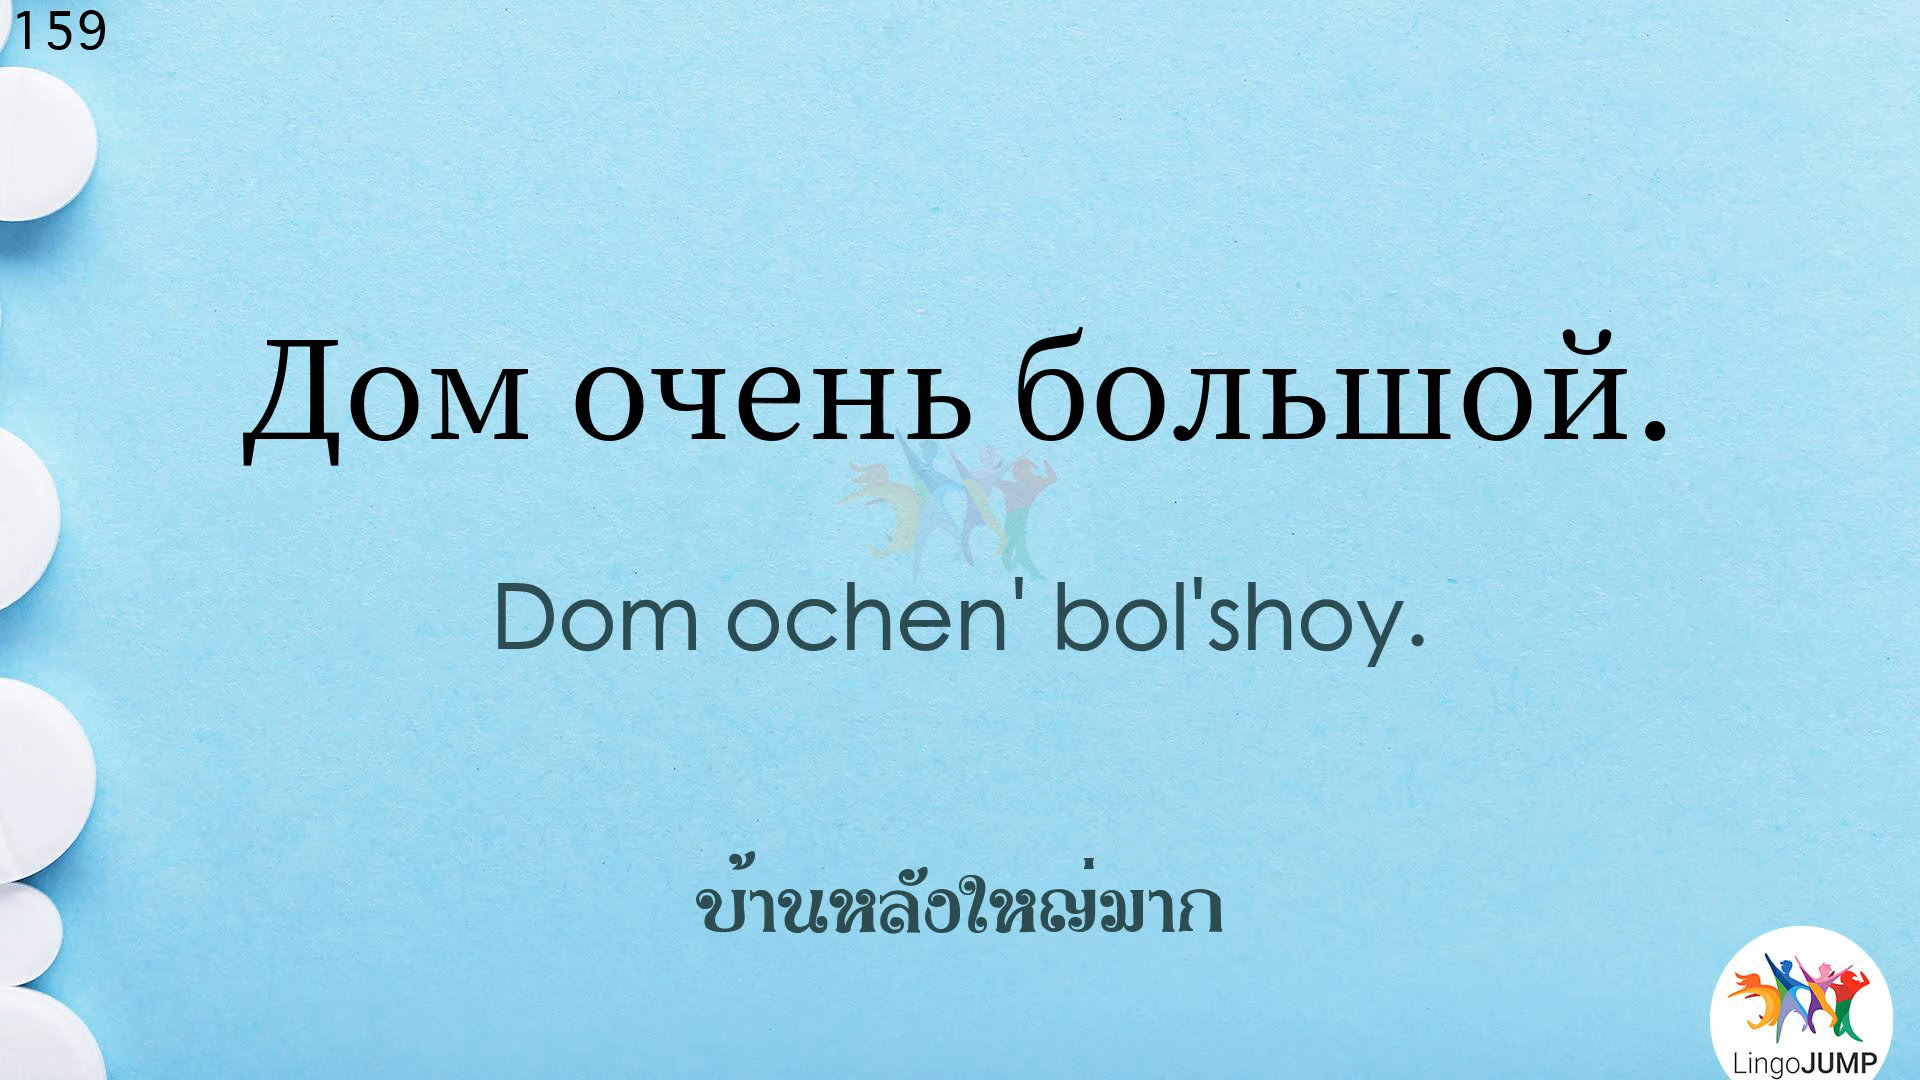 159
Дом очень большой.
Dom ochen' bol'shoy.
บ้านหลังใหญ่มาก
LingoJUMP